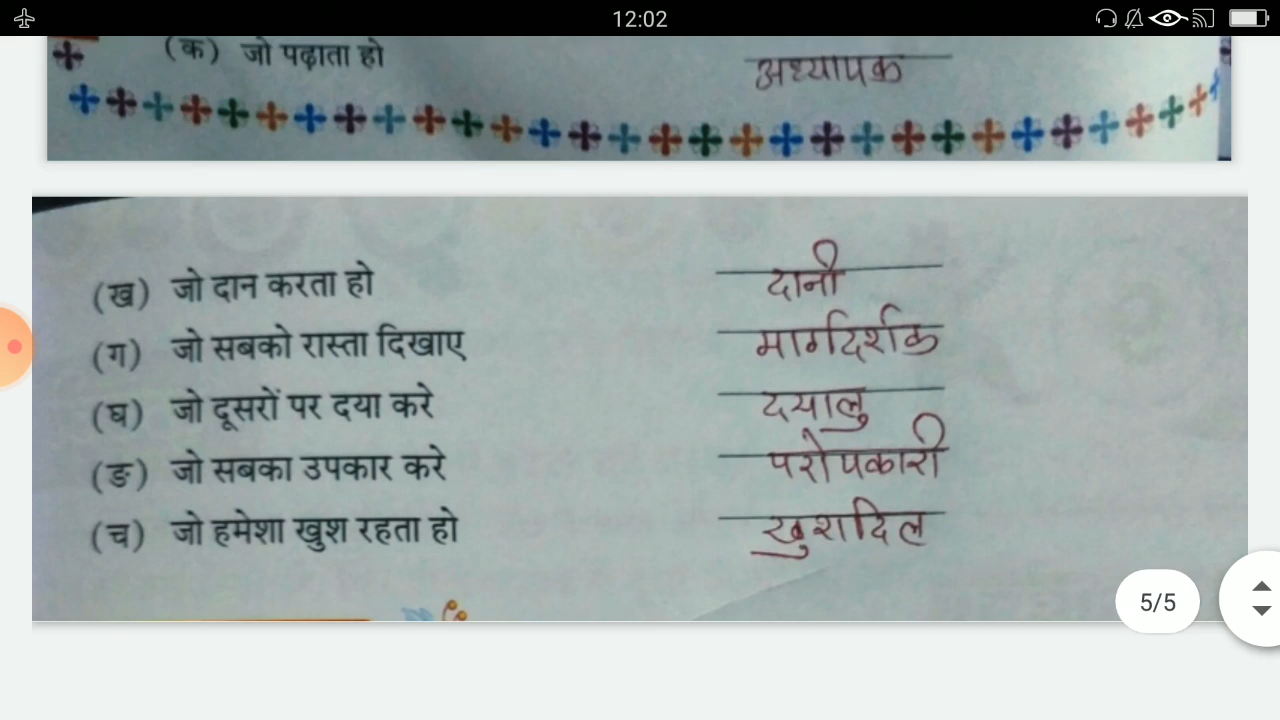 12:02
(क) जो पढ़ाता हो अध्यापक
(ख) जो दान करता हो दानी
(ग) जो सबको रास्ता दिखाए मार्गदर्शक
(घ) जो दूसरों पर दया करे दयालु
(ङ) जो सबका उपकार करे परोपकारी
(च) जो हमेशा खुश रहता हो खुशदिल
5/5